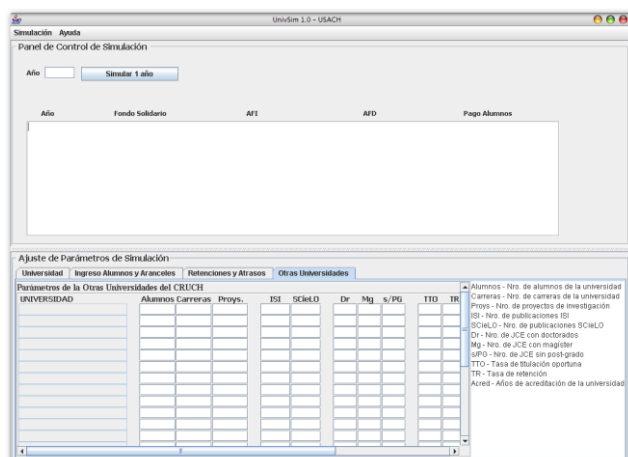 UnivSim 1.0 - USACH
Simulación Ayuda
Panel de Control de Simulación
Año Simular 1 año
Año Fondo Solidario AFI AFD Pago Alumnos
Ajuste de Parámetros de Simulación
Universidad Ingreso Alumnos y Aranceles Retenciones y Atrasos Otras Universidades
Parámetros de la Otras Universidades del CRUCH
UNIVERSIDAD Alumnos Carreras Proys. ISI SCieLO Dr Mg s/PG TTO TR
Alumnos - Nro. de alumnos de la universidad
Carreras - Nro. de carreras de la universidad
Proys - Nro. de proyectos de investigación
ISI - Nro. de publicaciones ISI
SCieLO - Nro. de publicaciones SCieLO
Dr - Nro. de JCE con doctorados
Mg - Nro. de JCE con magíster
s/PG - Nro. de JCE sin post-grado
TTO - Tasa de titulación oportuna
TR - Tasa de retención
Acred - Años de acreditación de la universidad